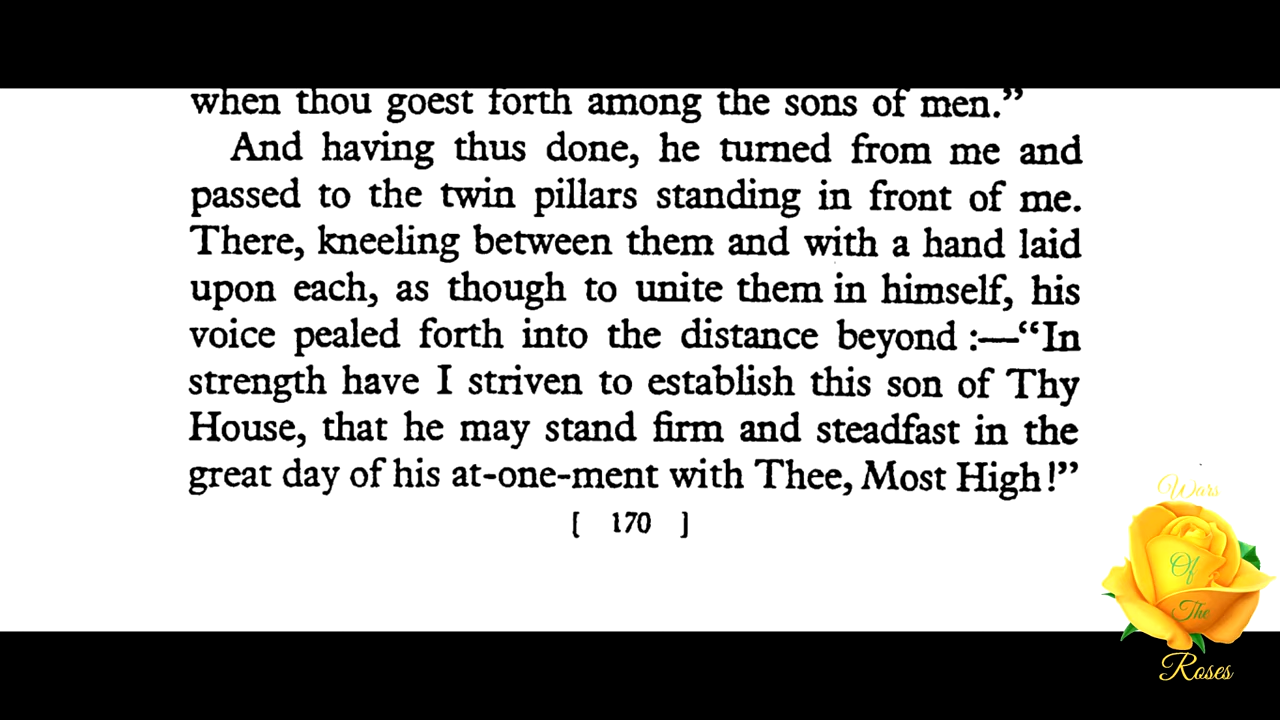 when thou goest forth among the sons of men.”
And having thus done, he turned from me and
passed to the twin pillars standing in front of me.
There, kneeling between them and with a hand laid
upon each, as though to unite them in himself, his
voice pealed forth into the distance beyond :—“In
strength have I striven to establish this son of Thy
House, that he may stand firm and steadfast in the
great day of his at-one-ment with Thee, Most High!”
[ 170 ]
Wars
Of
The
Roses